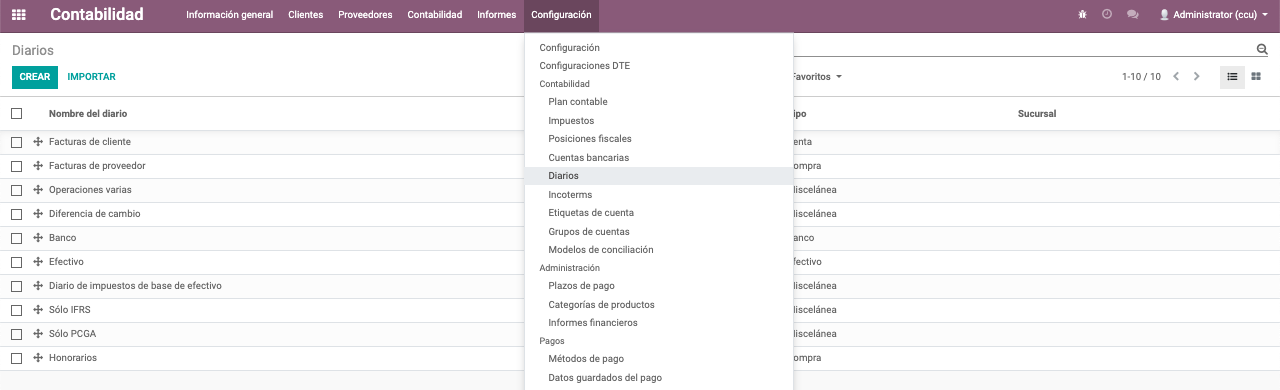 Contabilidad Información general Clientes Proveedores Contabilidad Informes Configuración Administrator (ccu)
Diarios
CREAR IMPORTAR
Favoritos 1-10 / 10
Nombre del diario ipo Sucursal
Facturas de cliente enta
Facturas de proveedor ompra
Operaciones varias liscelánea
Diferencia de cambio liscelánea
Banco anco
Efectivo fectivo
Diario de impuestos de base de efectivo liscelánea
Sólo IFRS liscelánea
Sólo PCGA liscelánea
Honorarios ompra
Configuración
Configuraciones DTE
Contabilidad
Plan contable
Impuestos
Posiciones fiscales
Cuentas bancarias
Diarios
Incoterms
Etiquetas de cuenta
Grupos de cuentas
Modelos de conciliación
Administración
Plazos de pago
Categorías de productos
Informes financieros
Pagos
Métodos de pago
Datos guardados del pago